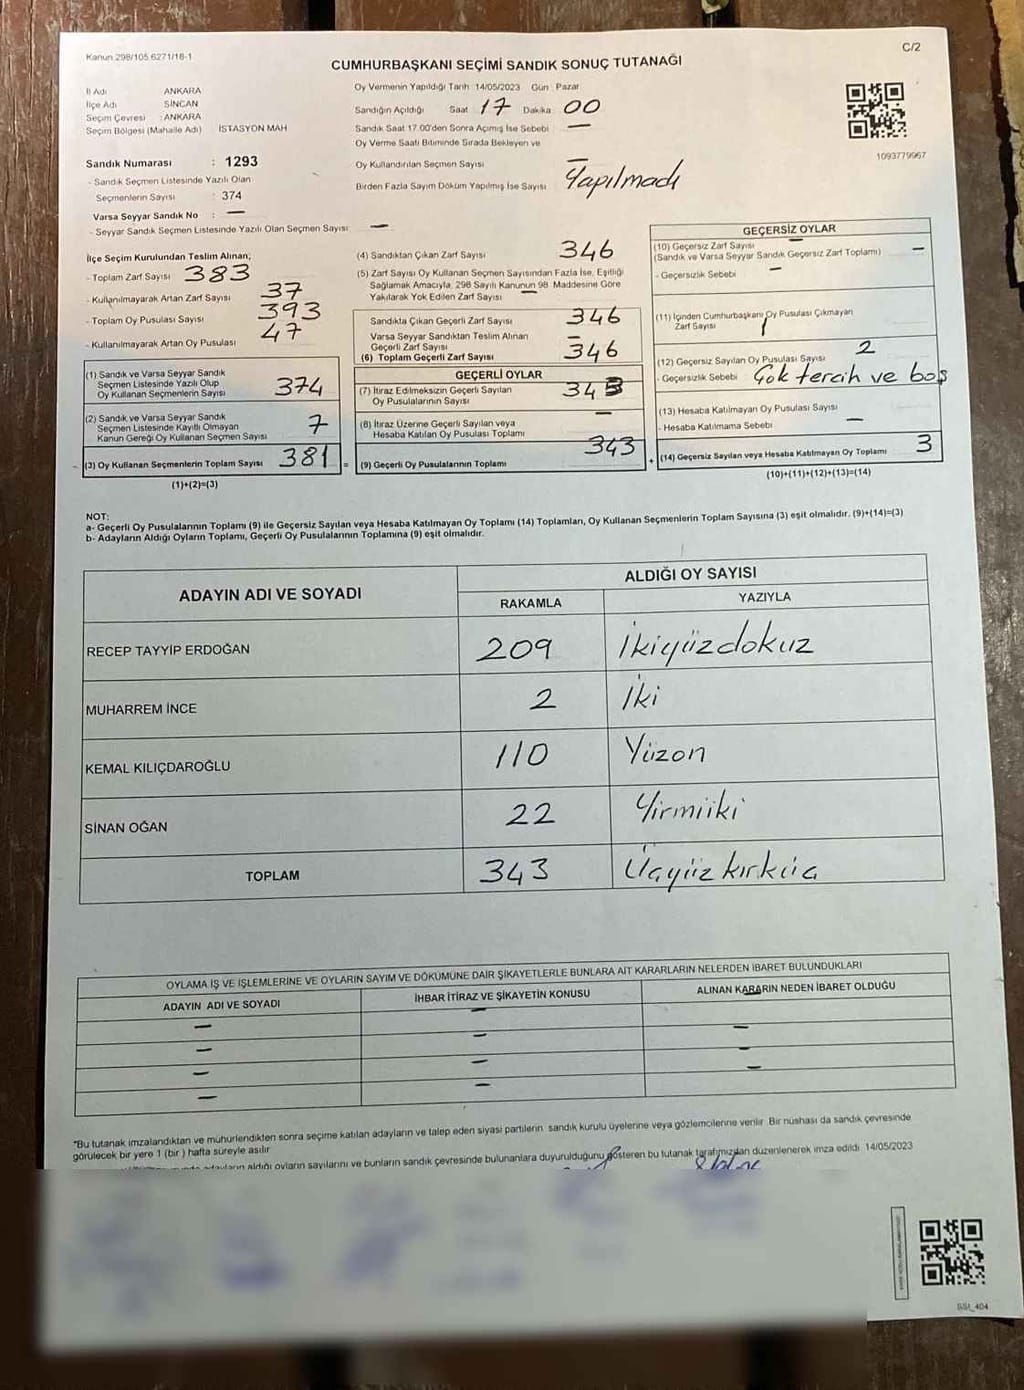 Kanun 298/105,6271/18-1
C/2
CUMHURBAŞKANI SEÇİMİ SANDIK SONUÇ TUTANAĞI
İl Adı ANKARA
İlçe Adı SİNCAN
Seçim Çevresi : ANKARA
Seçim Bölgesi (Mahalle Adı) İSTASYON MAH
Sandık Numarası : 1293
- Sandık Seçmen Listesinde Yazılı Olan
Seçmenlerin Sayısı : 374
Varsa Seyyar Sandık No : —
- Seyyar Sandık Seçmen Listesinde Yazılı Olan Seçmen Sayısı —
Oy Vermenin Yapıldığı Tarih 14/05/2023 Gün Pazar
Sandığın Açıldığı Saat 17 Dakika 00
Sandık Saat 17.00'den Sonra Açımış İse Sebebi —
Oy Verme Saati Bitiminde Sırada Bekleyen ve
Oy Kullandırılan Seçmen Sayısı —
Birden Fazla Sayım Döküm Yapılmış İse Sayısı Yapılmadı
1093779967
İlçe Seçim Kurulundan Teslim Alınan;
- Toplam Zarf Sayısı 383
- Kullanılmayarak Artan Zarf Sayısı 37
- Toplam Oy Pusulası Sayısı 393
- Kullanılmayarak Artan Oy Pusulası 47
(1) Sandık ve Varsa Seyyar Sandık
Seçmen Listesinde Yazılı Olup
Oy Kullanan Seçmenlerin Sayısı 374
(2) Sandık ve Varsa Seyyar Sandık
Seçmen Listesinde Kayıtlı Olmayan
Kanun Gereği Oy Kullanan Seçmen Sayısı 7
(3) Oy Kullanan Seçmenlerin Toplam Sayısı 381 =
(1)+(2)=(3)
(4) Sandıktan Çıkan Zarf Sayısı 346
(5) Zarf Sayısı Oy Kullanan Seçmen Sayısından Fazla İse, Eşitliği
Sağlamak Amacıyla, 298 Sayılı Kanunun 98 Maddesine Göre
Yakılarak Yok Edilen Zarf Sayısı —
Sandıkta Çıkan Geçerli Zarf Sayısı 346
Varsa Seyyar Sandıktan Teslim Alınan
Geçerli Zarf Sayısı —
(6) Toplam Geçerli Zarf Sayısı 346
GEÇERLİ OYLAR
(7) İtiraz Edilmeksizin Geçerli Sayılan
Oy Pusulalarının Sayısı 343
(8) İtiraz Üzerine Geçerli Sayılan veya
Hesaba Katılan Oy Pusulası Toplamı —
(9) Geçerli Oy Pusulalarının Toplamı 343 +
GEÇERSİZ OYLAR
(10) Geçersiz Zarf Sayısı —
(Sandık ve Varsa Seyyar Sandık Geçersiz Zarf Toplamı) —
- Geçersizlik Sebebi —
(11) İçinden Cumhurbaşkanı Oy Pusulası Çıkmayan
Zarf Sayısı 1
(12) Geçersiz Sayılan Oy Pusulası Sayısı 2
- Geçersizlik Sebebi Çok tercih ve boş
(13) Hesaba Katılmayan Oy Pusulası Sayısı —
- Hesaba Katılmama Sebebi —
(14) Geçersiz Sayılan veya Hesaba Katılmayan Oy Toplamı 3
(10)+(11)+(12)+(13)=(14)
NOT:
a- Geçerli Oy Pusulalarının Toplamı (9) ile Geçersiz Sayılan veya Hesaba Katılmayan Oy Toplamı (14) Toplamları, Oy Kullanan Seçmenlerin Toplam Sayısına (3) eşit olmalıdır. (9)+(14)=(3)
b- Adayların Aldığı Oyların Toplamı, Geçerli Oy Pusulalarının Toplamına (9) eşit olmalıdır.
ADAYIN ADI VE SOYADI
ALDIĞI OY SAYISI
RAKAMLA YAZIYLA
RECEP TAYYİP ERDOĞAN 209 İkiyüzdokuz
MUHARREM İNCE 2 İki
KEMAL KILIÇDAROĞLU 110 Yüzon
SİNAN OĞAN 22 Yirmiiki
TOPLAM 343 Üçyüz kırküç
OYLAMA İŞ VE İŞLEMLERİNE VE OYLARIN SAYIM VE DÖKÜMÜNE DAİR ŞİKAYETLERLE BUNLARA AİT KARARLARIN NELERDEN İBARET BULUNDUKLARI
ADAYIN ADI VE SOYADI İHBAR İTİRAZ VE ŞİKAYETİN KONUSU ALINAN KARARIN NEDEN İBARET OLDUĞU
— — —
— — —
— — —
— —
*Bu tutanak imzalandıktan ve mühürlendikten sonra seçime katılan adayların ve talep eden siyasi partilerin sandık kurulu üyelerine veya gözlemcilerine verilir. Bir nüshası da sandık çevresinde
görülecek bir yere 1 (bir ) hafta süreyle asılır
adayların aldığı oyların sayılarını ve bunların sandık çevresinde bulunanlara duyurulduğunu gösteren bu tutanak tarafımızdan düzenlenerek imza edildi 14/05/2023
SSt_404